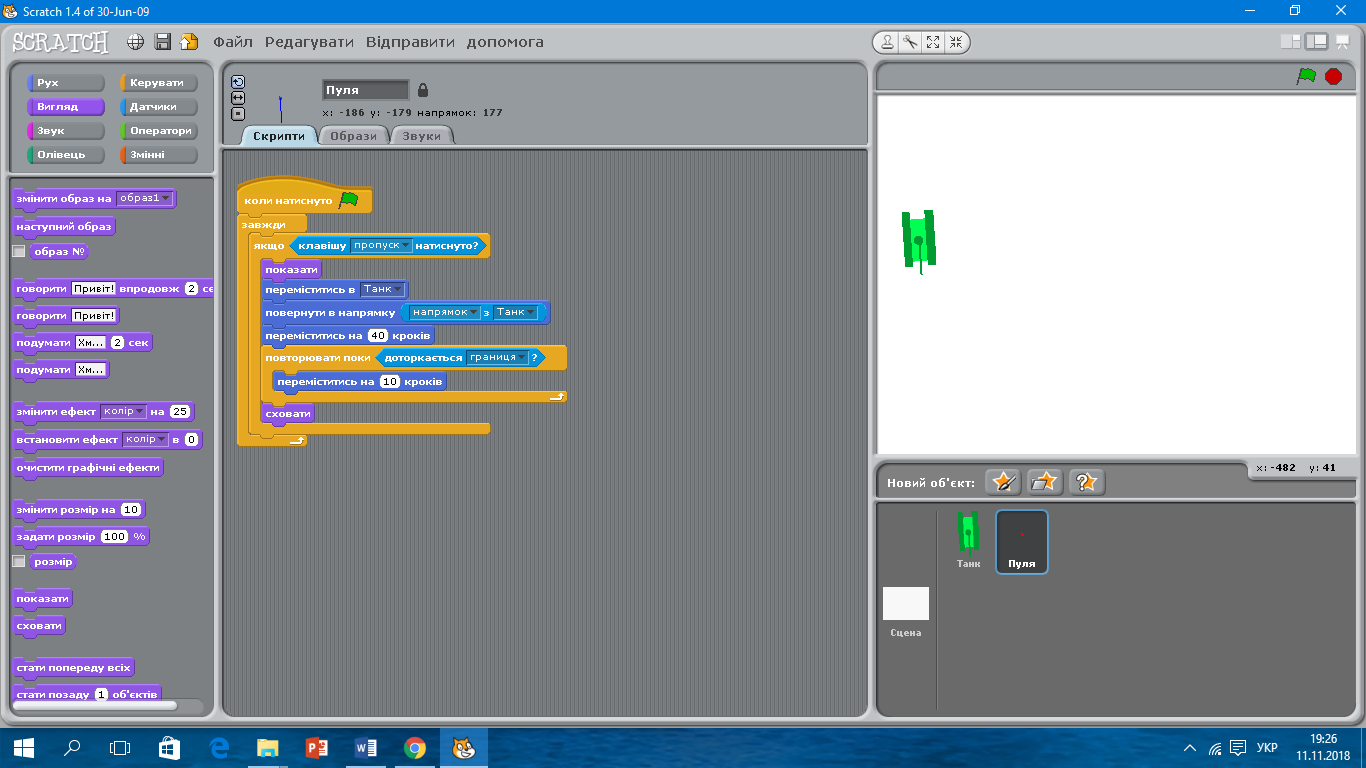 Scratch 1.4 of 30-Jun-09
SCRATCH Файл Редагувати Відправити допомога
Рух Керувати
Вигляд Датчики
Звук Оператори
Олівець Змінні
змінити образ на образ1
наступний образ
образ №
говорити Привіт! впродовж 2 се
говорити Привіт!
подумати Хм... 2 сек
подумати Хм...
змінити ефект колір на 25
встановити ефект колір в 0
очистити графічні ефекти
змінити розмір на 10
задати розмір 100 %
розмір
показати
сховати
стати попереду всіх
стати позаду 1 об'єктів
Пуля
x: -186 y: -179 напрямок: 177
Скрипти Образи Звуки
коли натиснуто
завжди
якщо клавішу пропуск натиснуто?
показати
переміститись в Танк
повернути в напрямку напрямок з Танк
переміститись на 40 кроків
повторювати поки доторкається границя ?
переміститись на 10 кроків
сховати
x: -482 y: 41
Новий об'єкт:
Танк Пуля
Сцена
УКР
19:26
11.11.2018